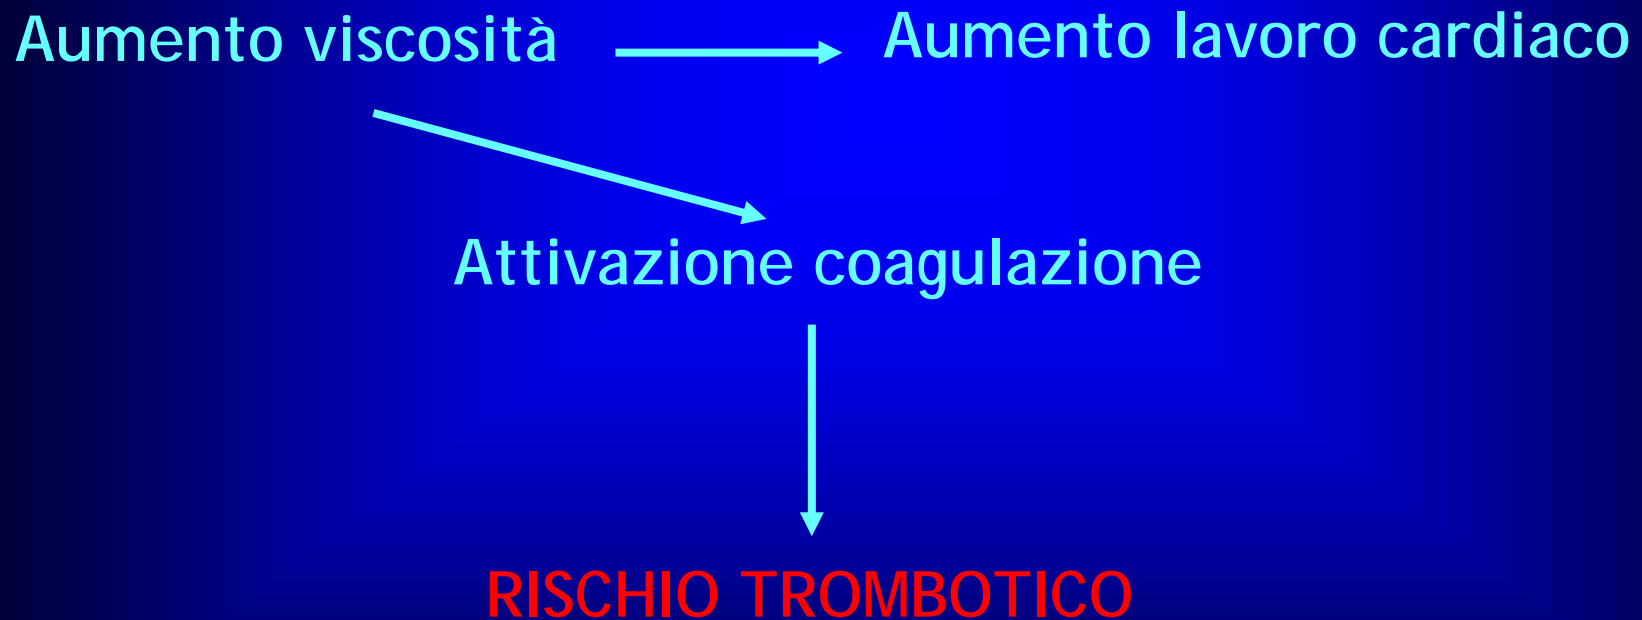 Aumento viscosità
Aumento lavoro cardiaco
Attivazione coagulazione
RISCHIO TROMBOTICO